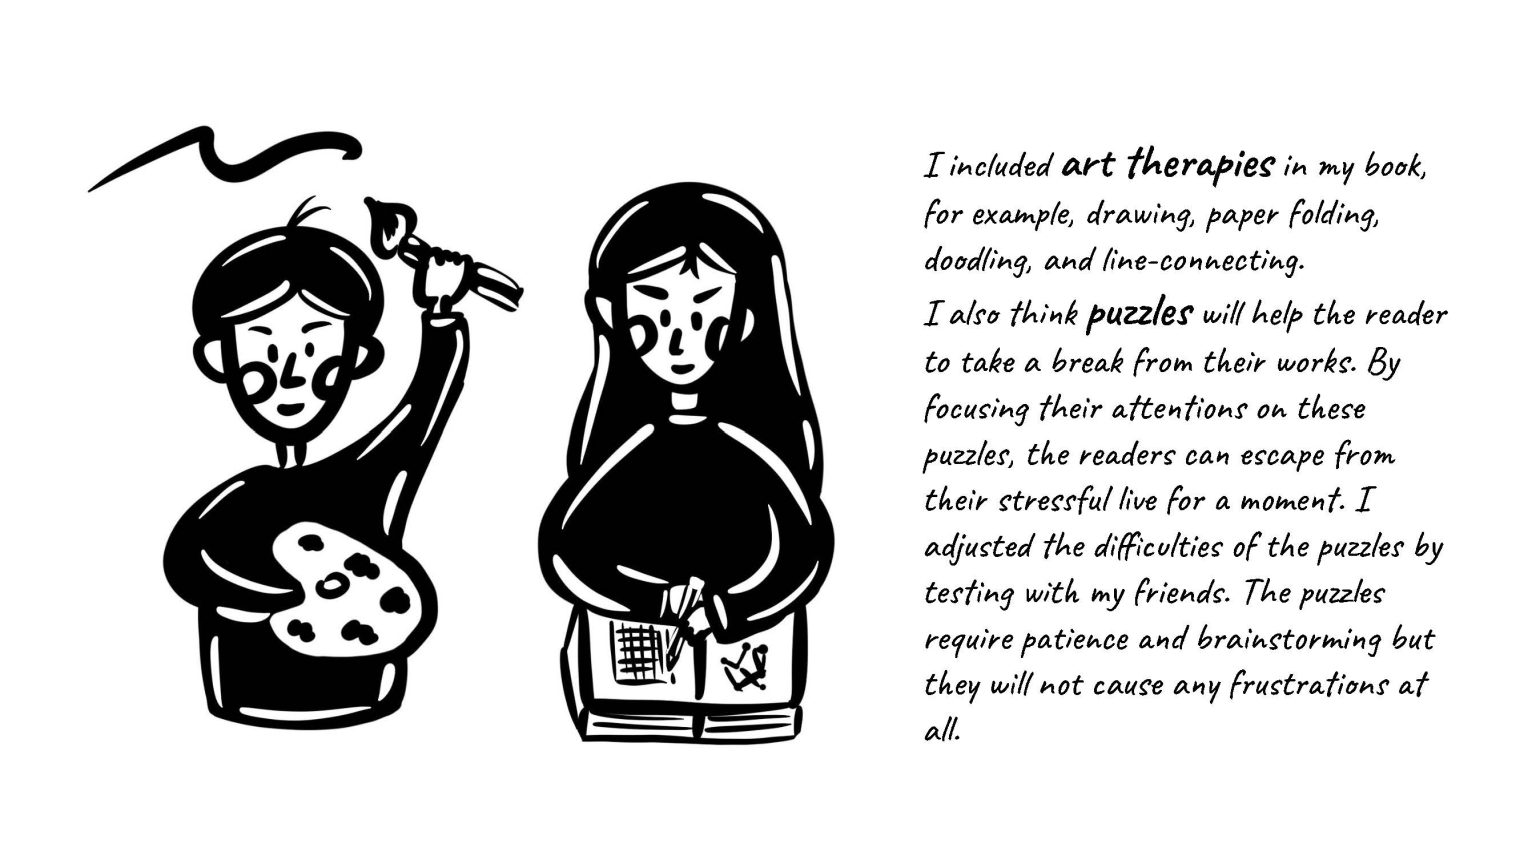 I included art therapies in my book,
for example, drawing, paper folding,
doodling, and line-connecting.
I also think puzzles will help the reader
to take a break from their works. By
focusing their attentions on these
puzzles, the readers can escape from
their stressful live for a moment. I
adjusted the difficulties of the puzzles by
testing with my friends. The puzzles
require patience and brainstorming but
they will not cause any frustrations at
all.